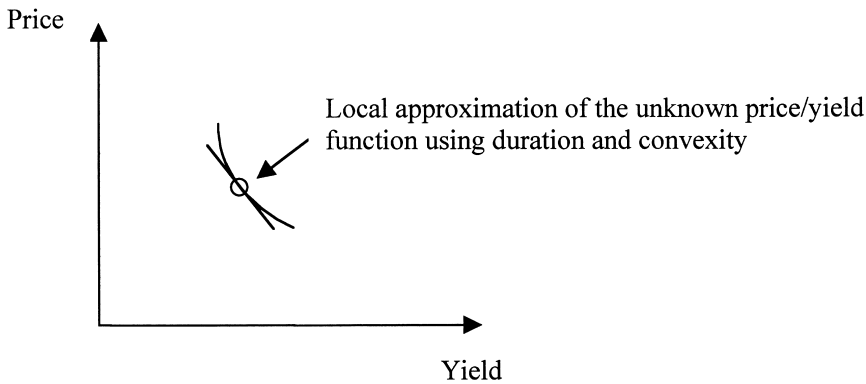 Price
Local approximation of the unknown price/yield
function using duration and convexity
Yield